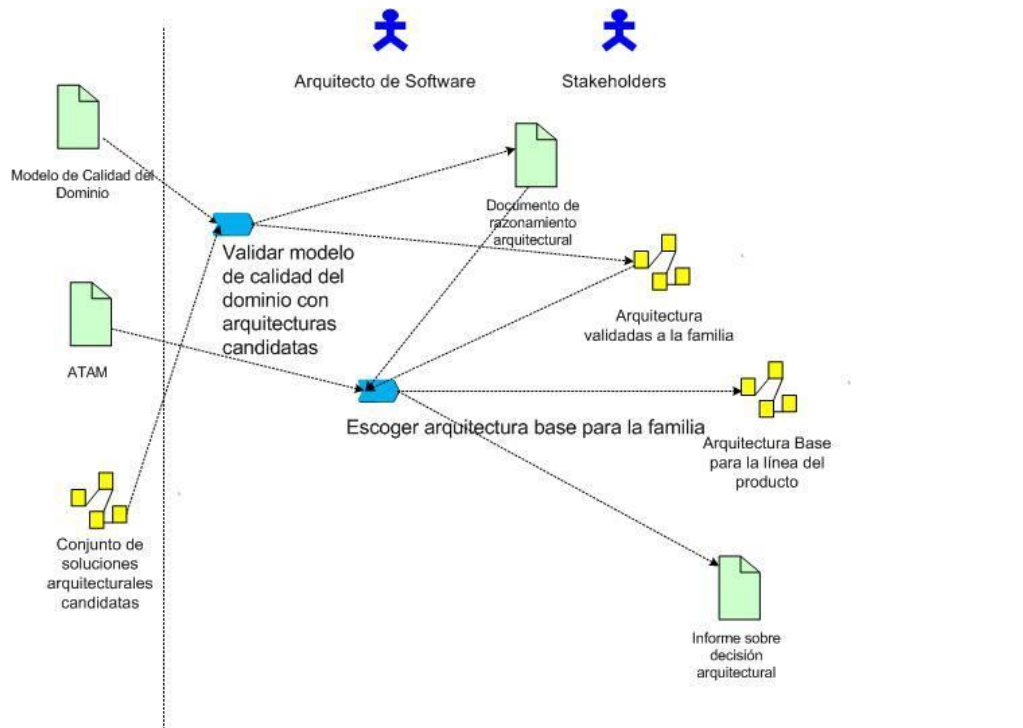 Arquitecto de Software
Stakeholders
Modelo de Calidad del
Dominio
Documento de
razonamiento
arquitectural
Validar modelo
de calidad del
dominio con
arquitecturas
candidatas
Arquitectura
validadas a la familia
ATAM
Escoger arquitectura base para la familia
Arquitectura Base
para la línea del
producto
Conjunto de
soluciones
arquitecturales
candidatas
Informe sobre
decisión
arquitectural